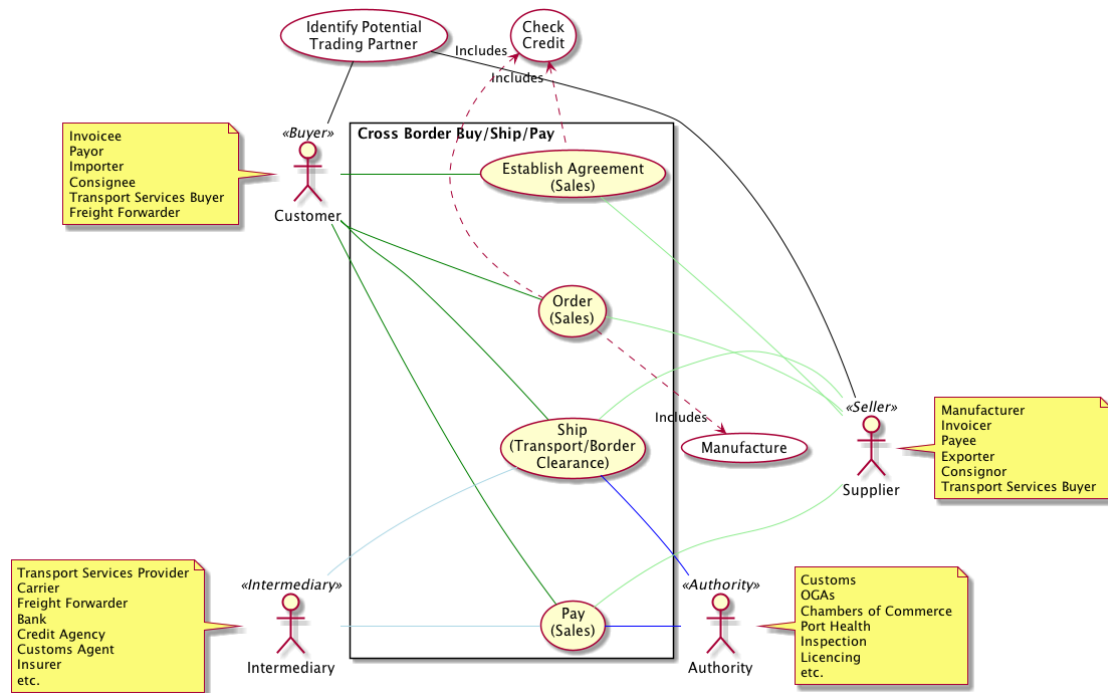 Identify Potential
Trading Partner
Check
Credit
Includes
Includes
«Buyer»
Customer
Invoicee
Payor
Importer
Consignee
Transport Services Buyer
Freight Forwarder
Cross Border Buy/Ship/Pay
Establish Agreement
(Sales)
Order
(Sales)
Includes
Manufacture
Ship
(Transport/Border
Clearance)
«Seller»
Supplier
Manufacturer
Invoicer
Payee
Exporter
Consignor
Transport Services Buyer
Transport Services Provider
Carrier
Freight Forwarder
Bank
Credit Agency
Customs Agent
Insurer
etc.
«Intermediary»
Intermediary
Pay
(Sales)
«Authority»
Authority
Customs
OGAs
Chambers of Commerce
Port Health
Inspection
Licencing
etc.